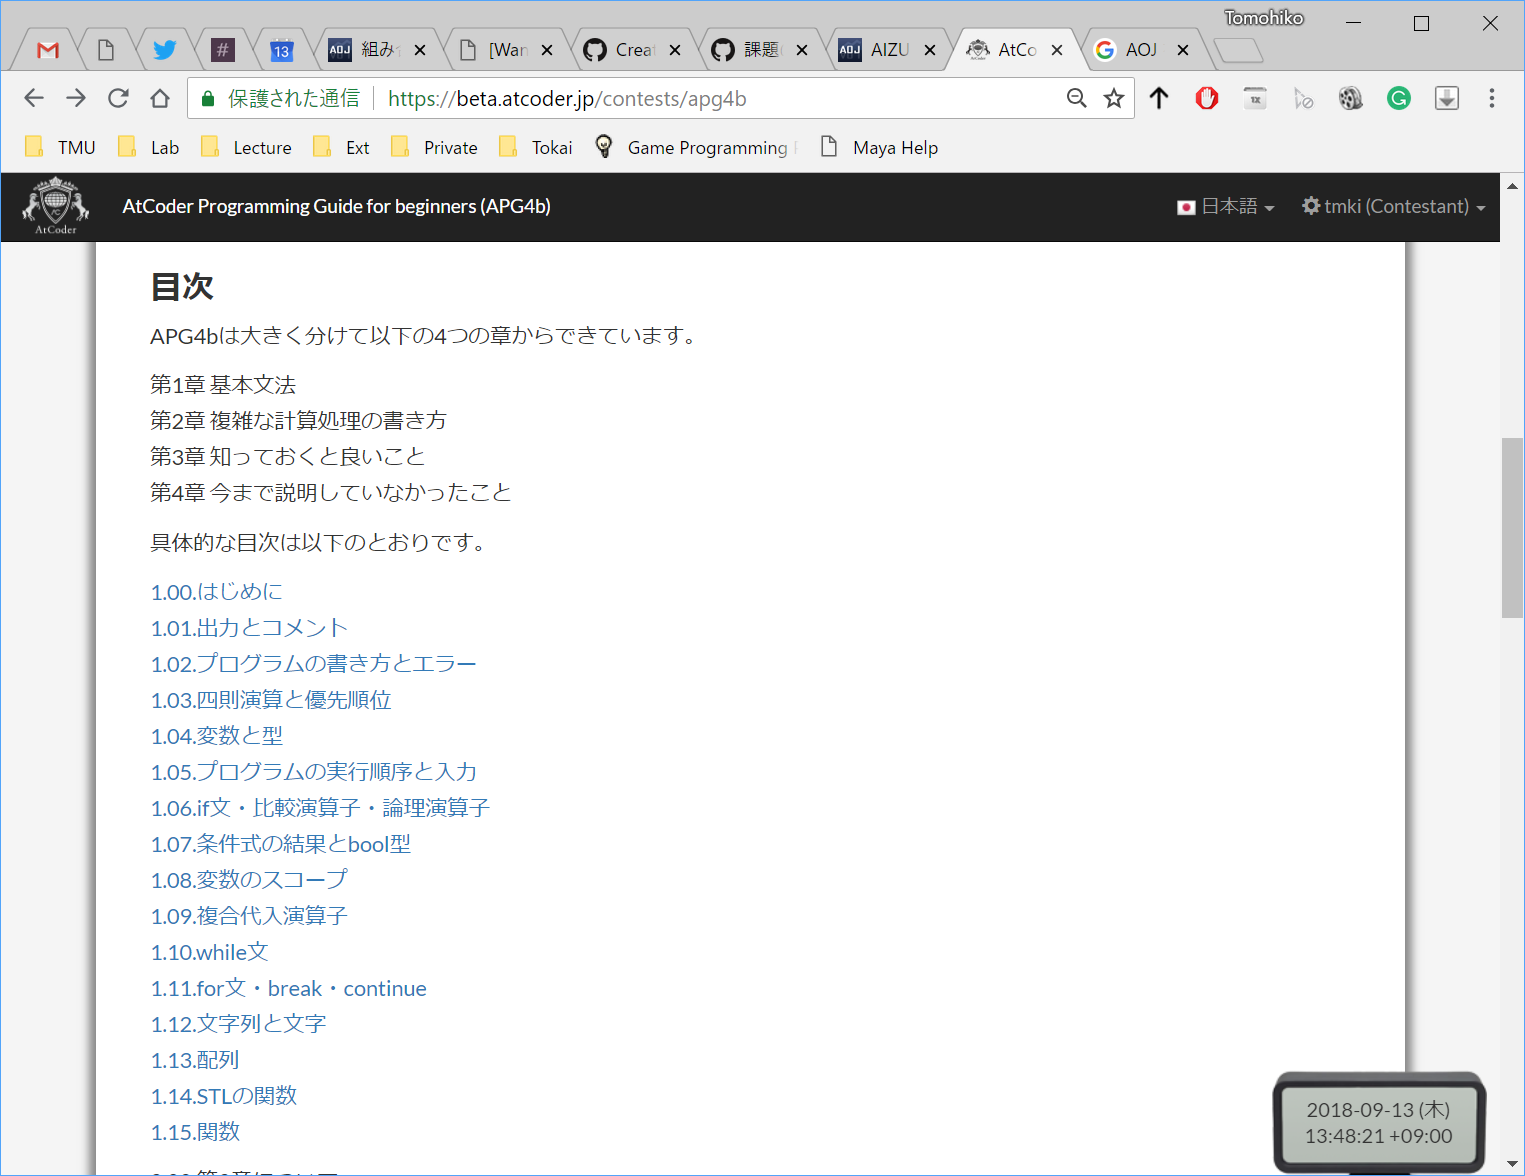 Tomohiko
13 AOJ 組み [Wan Crea 課題 AOJ AIZU AtCo AOJ
保護された通信 https://beta.atcoder.jp/contests/apg4b 1x
TMU Lab Lecture Ext Private Tokai Game Programming Maya Help
AtCoder AtCoder Programming Guide for beginners (APG4b) 日本語 tmki (Contestant)
目次
APG4bは大きく分けて以下の4つの章からできています。
第1章 基本文法
第2章 複雑な計算処理の書き方
第3章 知っておくと良いこと
第4章 今まで説明していなかったこと
具体的な目次は以下のとおりです。
1.00.はじめに
1.01.出力とコメント
1.02.プログラムの書き方とエラー
1.03.四則演算と優先順位
1.04.変数と型
1.05.プログラムの実行順序と入力
1.06.if文・比較演算子・論理演算子
1.07.条件式の結果とbool型
1.08.変数のスコープ
1.09.複合代入演算子
1.10.while文
1.11.for文・break・continue
1.12.文字列と文字
1.13.配列
1.14.STLの関数
1.15.関数
2018-09-13 (木)
13:48:21 +09:00